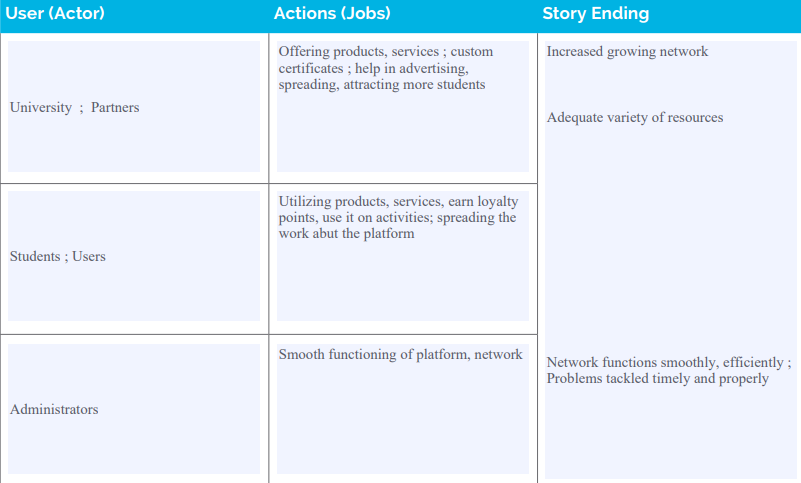 User (Actor)
Actions (Jobs)
Story Ending
University ; Partners
Offering products, services ; custom
certificates ; help in advertising,
spreading, attracting more students
Increased growing network
Adequate variety of resources
Students ; Users
Utilizing products, services, earn loyalty
points, use it on activities; spreading the
work abut the platform
Administrators
Smooth functioning of platform, network
Network functions smoothly, efficiently ;
Problems tackled timely and properly